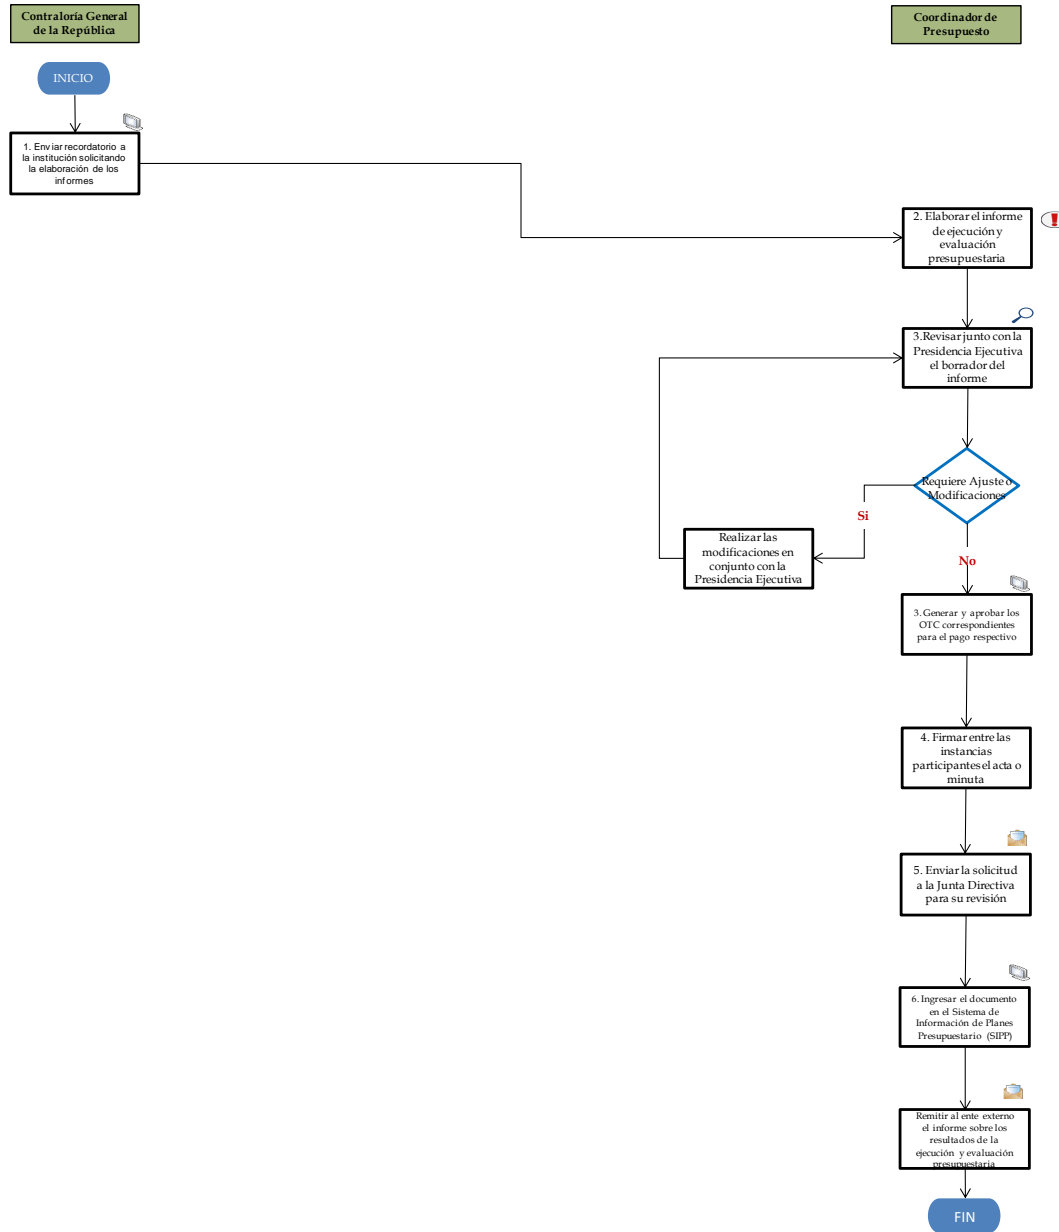 Contraloría General
de la República
Coordinador de
Presupuesto
INICIO
1. Enviar recordatorio a
la institución solicitando
la elaboración de los
informes
2. Elaborar el informe
de ejecución y
evaluación
presupuestaria
3.Revisar junto con la
Presidencia Ejecutiva
el borrador del
informe
Requiere Ajuste o
Modificaciones
Si
Realizar las
modificaciones en
conjunto con la
Presidencia Ejecutiva
No
3. Generar y aprobar los
OTC correspondientes
para el pago respectivo
4. Firmar entre las
instancias
participantes el acta o
minuta
5. Enviar la solicitud
a la Junta Directiva
para su revisión
6. Ingresar el documento
en el Sistema de
Información de Planes
Presupuestario (SIPP)
Remitir al ente externo
el informe sobre los
resultados de la
ejecución y evaluación
presupuestaria
FIN